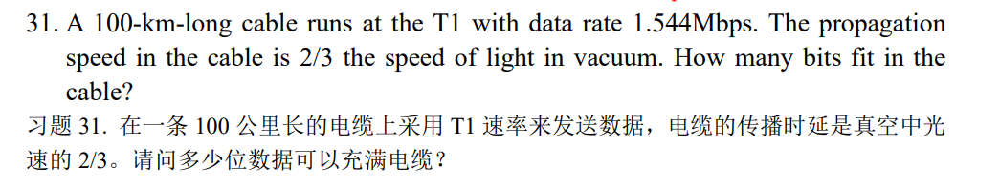 31. A 100-km-long cable runs at the T1 with data rate 1.544Mbps. The propagation
speed in the cable is 2/3 the speed of light in vacuum. How many bits fit in the
cable?
习题 31. 在一条 100 公里长的电缆上采用 T1 速率来发送数据，电缆的传播时延是真空中光
速的 2/3。请问多少位数据可以充满电缆？